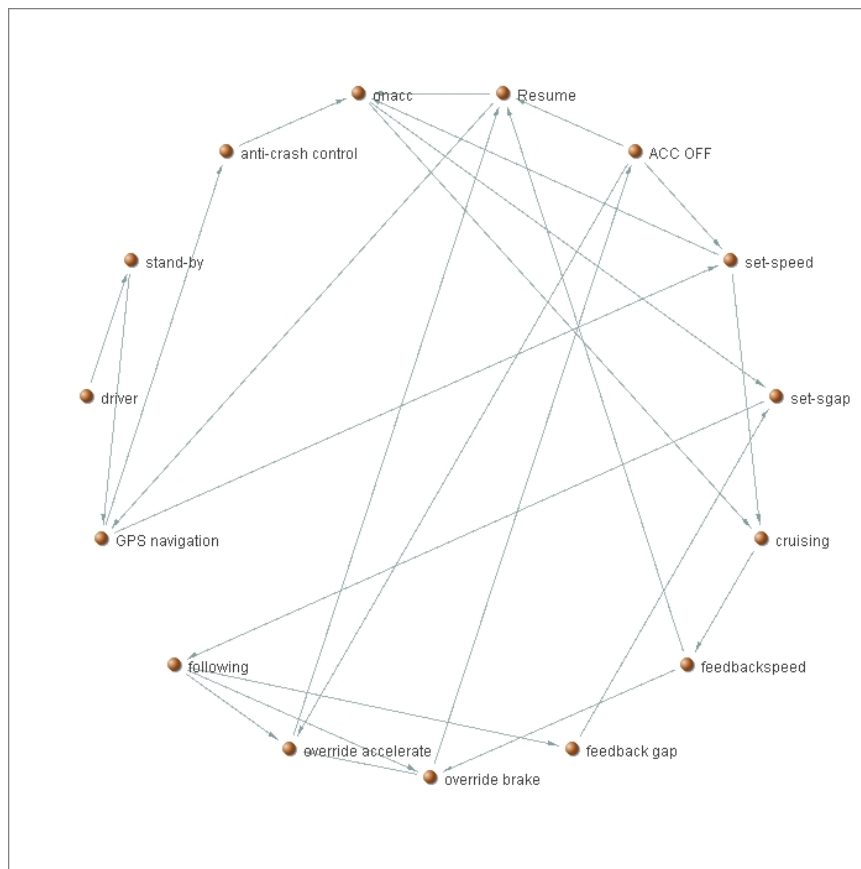 onacc
Resume
anti-crash control
ACC OFF
stand-by
set-speed
driver
set-sgap
GPS navigation
cruising
following
feedbackspeed
override accelerate
feedback gap
override brake